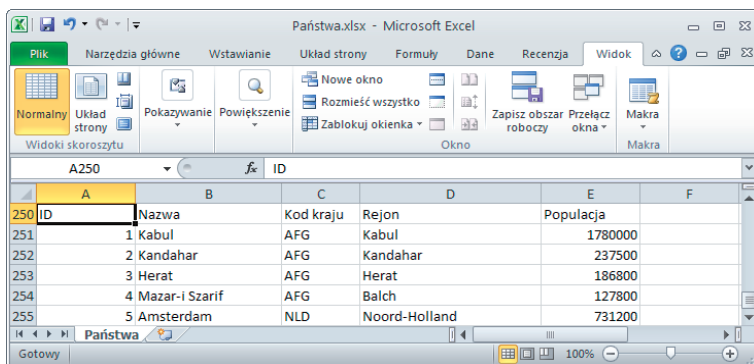 Państwa.xlsx - Microsoft Excel
Plik Narzędzia główne Wstawianie Układ strony Formuły Dane Recenzja Widok
Normalny Układ strony Pokazywanie Powiększenie Nowe okno Rozmieść wszystko Zablokuj okienka Zapisz obszar roboczy Przełącz okna Makra
Widoki skoroszytu Okno Makra
A250 fx ID
A B C D E F
250 ID Nazwa Kod kraju Rejon Populacja
251 1 Kabul AFG Kabul 1780000
252 2 Kandahar AFG Kandahar 237500
253 3 Herat AFG Herat 186800
254 4 Mazar-i Szarif AFG Balch 127800
255 5 Amsterdam NLD Noord-Holland 731200
Państwa
Gotowy 100%